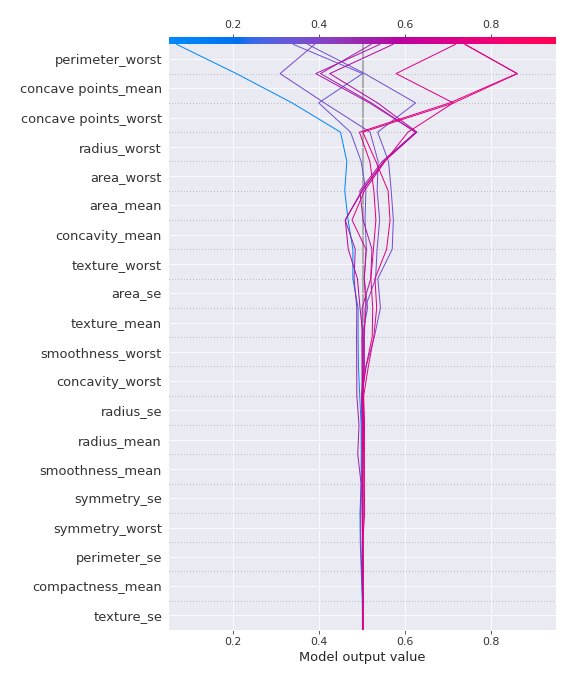 0.2 0.4 0.6 0.8
perimeter_worst
concave points_mean
concave points_worst
radius_worst
area_worst
area_mean
concavity_mean
texture_worst
area_se
texture_mean
smoothness_worst
concavity_worst
radius_se
radius_mean
smoothness_mean
symmetry_se
symmetry_worst
perimeter_se
compactness_mean
texture_se
0.2 0.4 0.6 0.8
Model output value